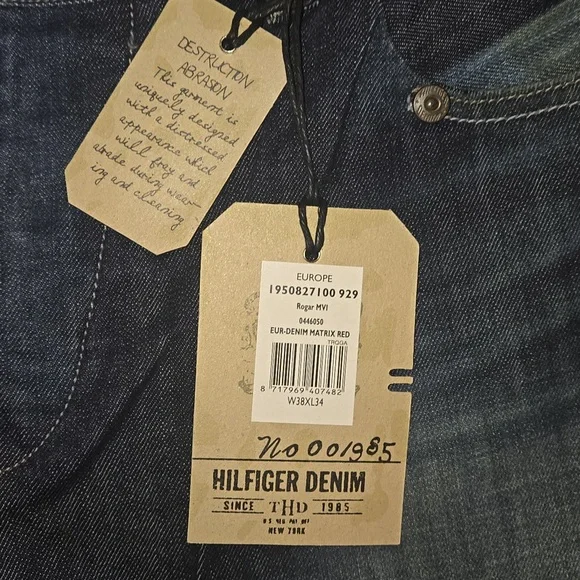 DESTRUCTION
ABRASION
This garment is
uniquely designed
with a distressed
appearance which
will fray and
abrade during wear-
ing and cleaning
EUROPE
1950827100 929
Rogar MVI
0446050
EUR-DENIM MATRIX RED
TROGA
8 717969 407482
W38XL34
No 001985
HILFIGER DENIM
SINCE THD 1985
NEW YORK